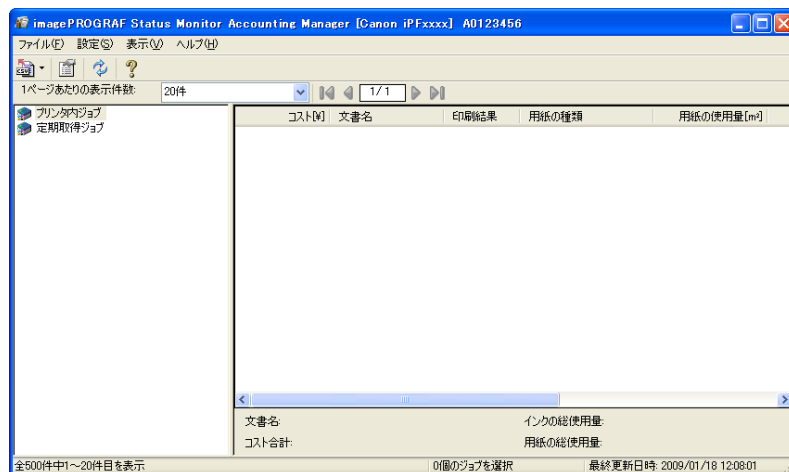 imagePROGRAF Status Monitor Accounting Manager [Canon iPFxxxx] A0123456
ファイル(F) 設定(S) 表示(V) ヘルプ(H)
CSV
1ページあたりの表示件数: 20件 1/1
プリンタ内ジョブ
定期取得ジョブ
コスト[¥] 文書名 印刷結果 用紙の種類 用紙の使用量[m²]
文書名: インクの総使用量:
コスト合計: 用紙の総使用量:
全500件中1～20件目を表示 0個のジョブを選択 最終更新日時: 2009/01/18 12:08:01